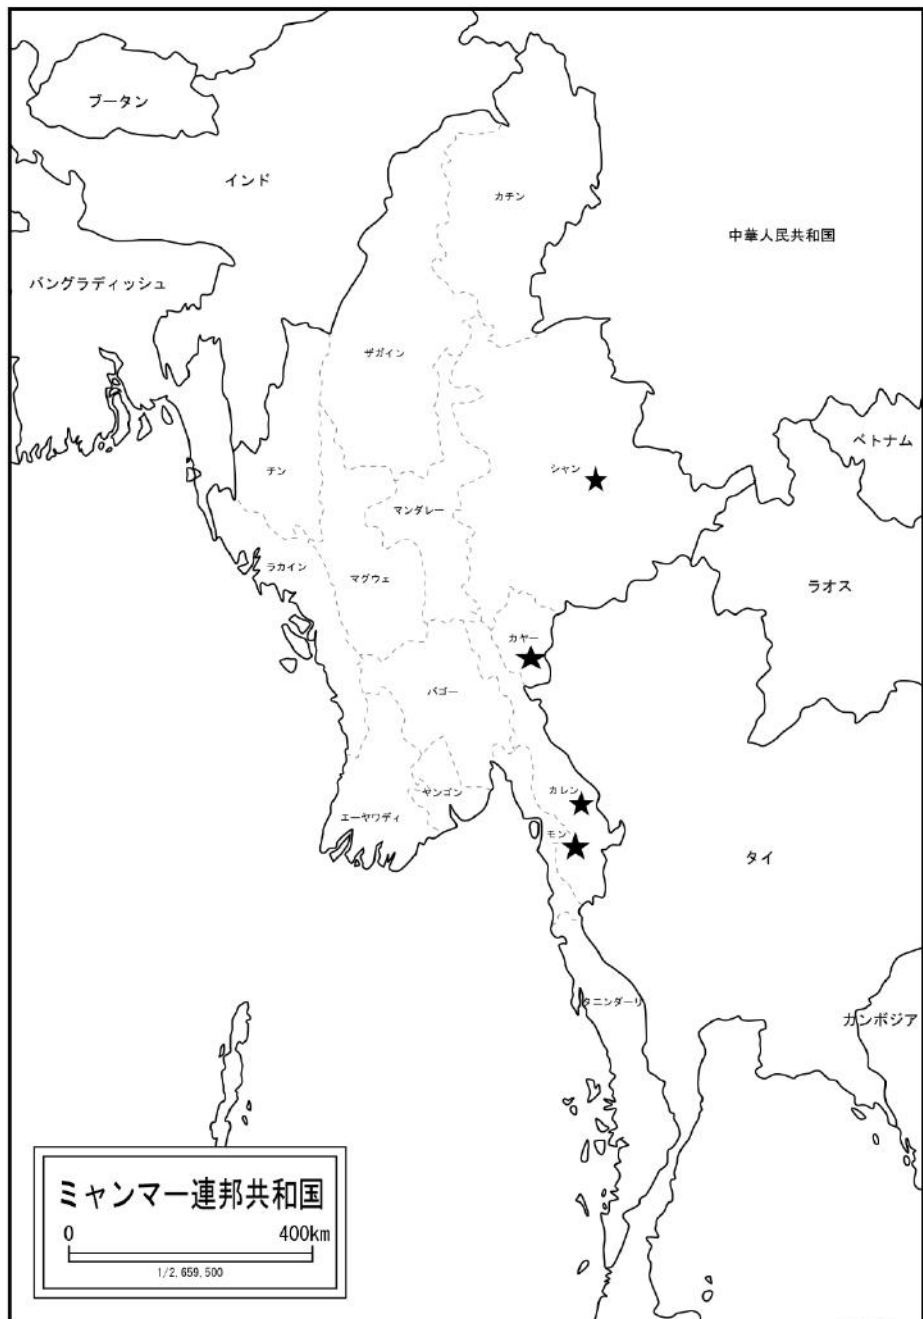 ブータン
インド
カチン
中華人民共和国
バングラディッシュ
ザガイン
ベトナム
チン
シャン
マンダレー
ラカイン
マグウェ
ラオス
カヤー
バゴー
カレン
ヤンゴン
エーヤワディ
モン
タイ
タニンダーリ
カンボジア
ミャンマー連邦共和国
0 400km
1/2,659,500